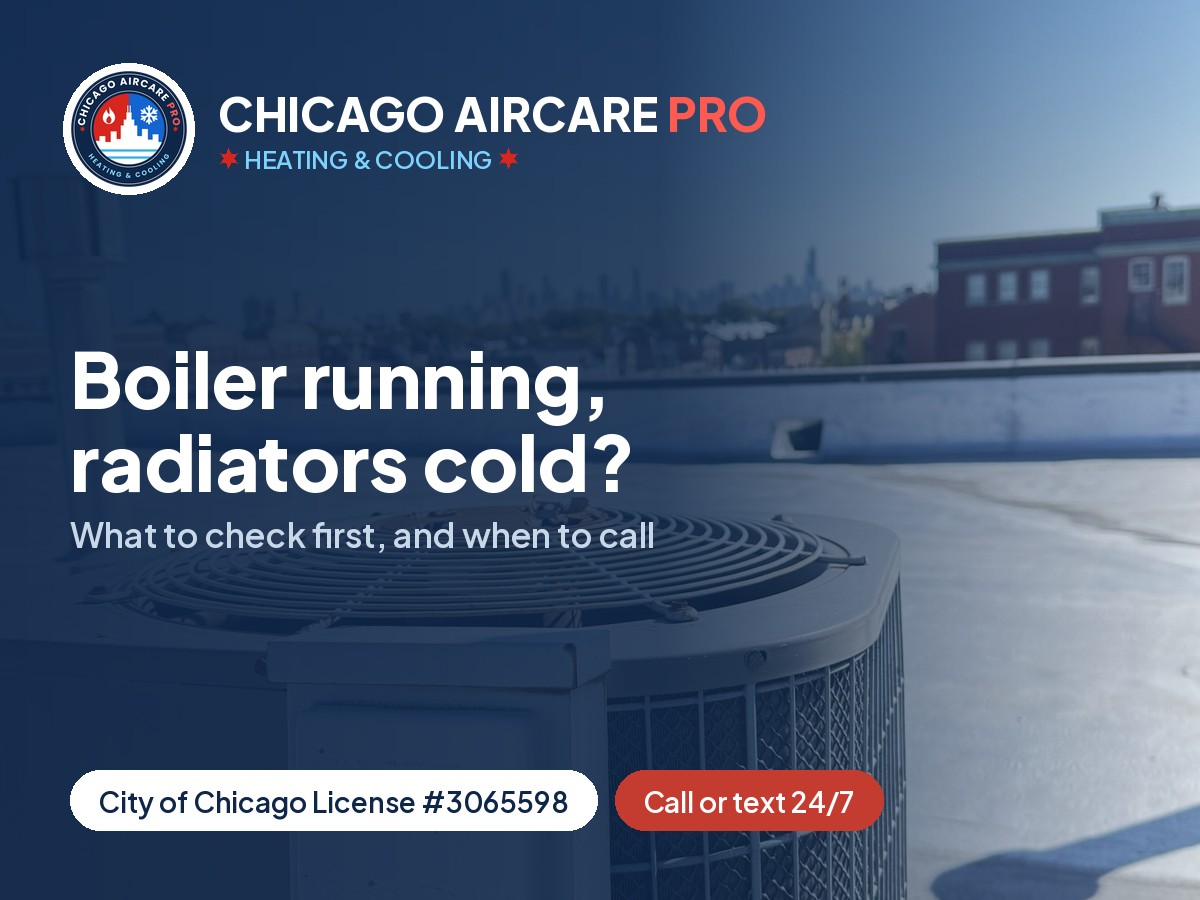 CHICAGO AIRCARE PRO
HEATING & COOLING
CHICAGO AIRCARE PRO
HEATING & COOLING
Boiler running,
radiators cold?
What to check first, and when to call
City of Chicago License #3065598
Call or text 24/7